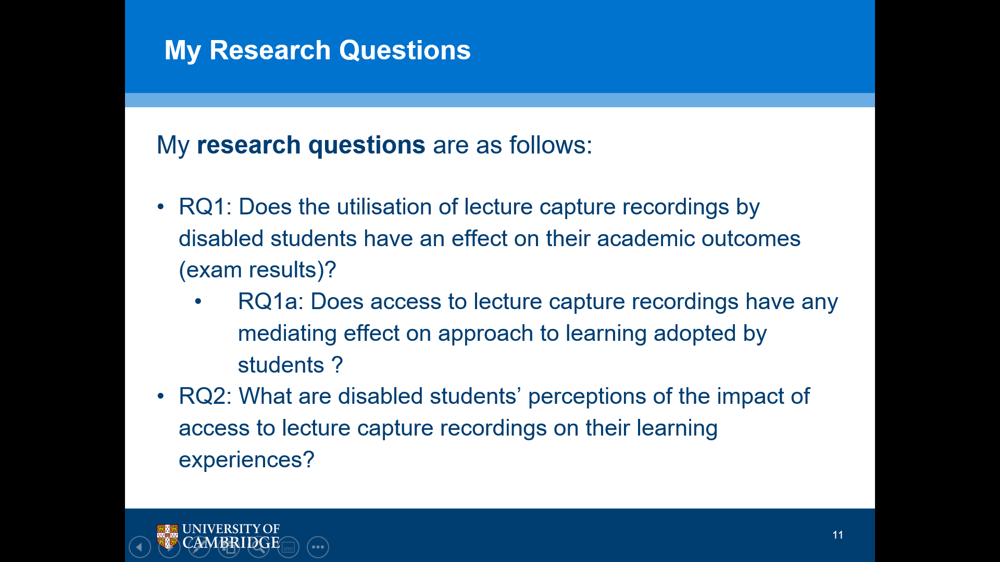 My Research Questions
My research questions are as follows:
• RQ1: Does the utilisation of lecture capture recordings by
disabled students have an effect on their academic outcomes
(exam results)?
• RQ1a: Does access to lecture capture recordings have any
mediating effect on approach to learning adopted by
students ?
• RQ2: What are disabled students’ perceptions of the impact of
access to lecture capture recordings on their learning
experiences?
UNIVERSITY OF
CAMBRIDGE
11